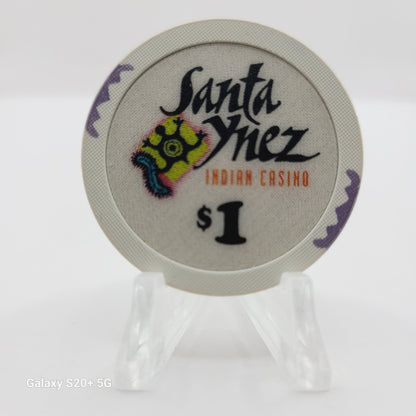 Santa
Ynez
INDIAN CASINO
$1
Galaxy S20+ 5G